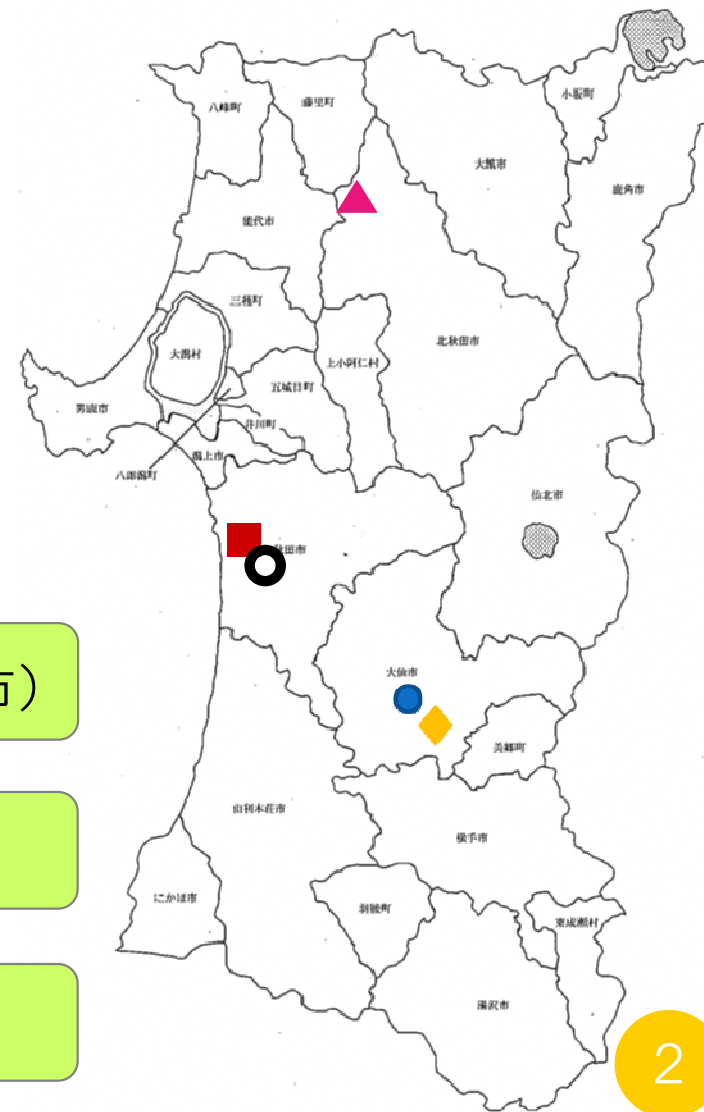 八峰町
藤里町
小坂町
大館市
鹿角市
能代市
三種町
大潟村
上小阿仁村
北秋田市
五城目町
男鹿市
井川町
潟上市
八郎潟町
仙北市
秋田市
市）
大仙市
美郷町
由利本荘市
横手市
にかほ市
羽後町
東成瀬村
湯沢市
2